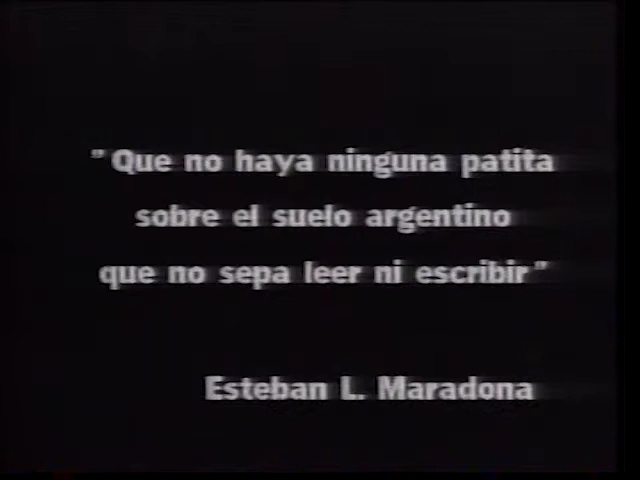 "Que no haya ninguna patita
sobre el suelo argentino
que no sepa leer ni escribir"
Esteban L. Maradona